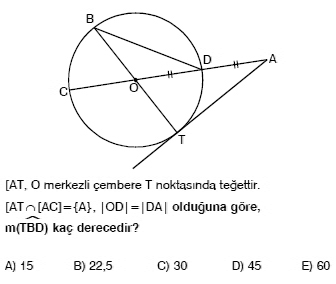 B
D
A
C
O
T
[AT, O merkezli çembere T noktasında teğettir.
[AT∩[AC]={A}, |OD|=|DA| olduğuna göre,
m(TBD) kaç derecedir?
A) 15 B) 22,5 C) 30 D) 45 E) 60